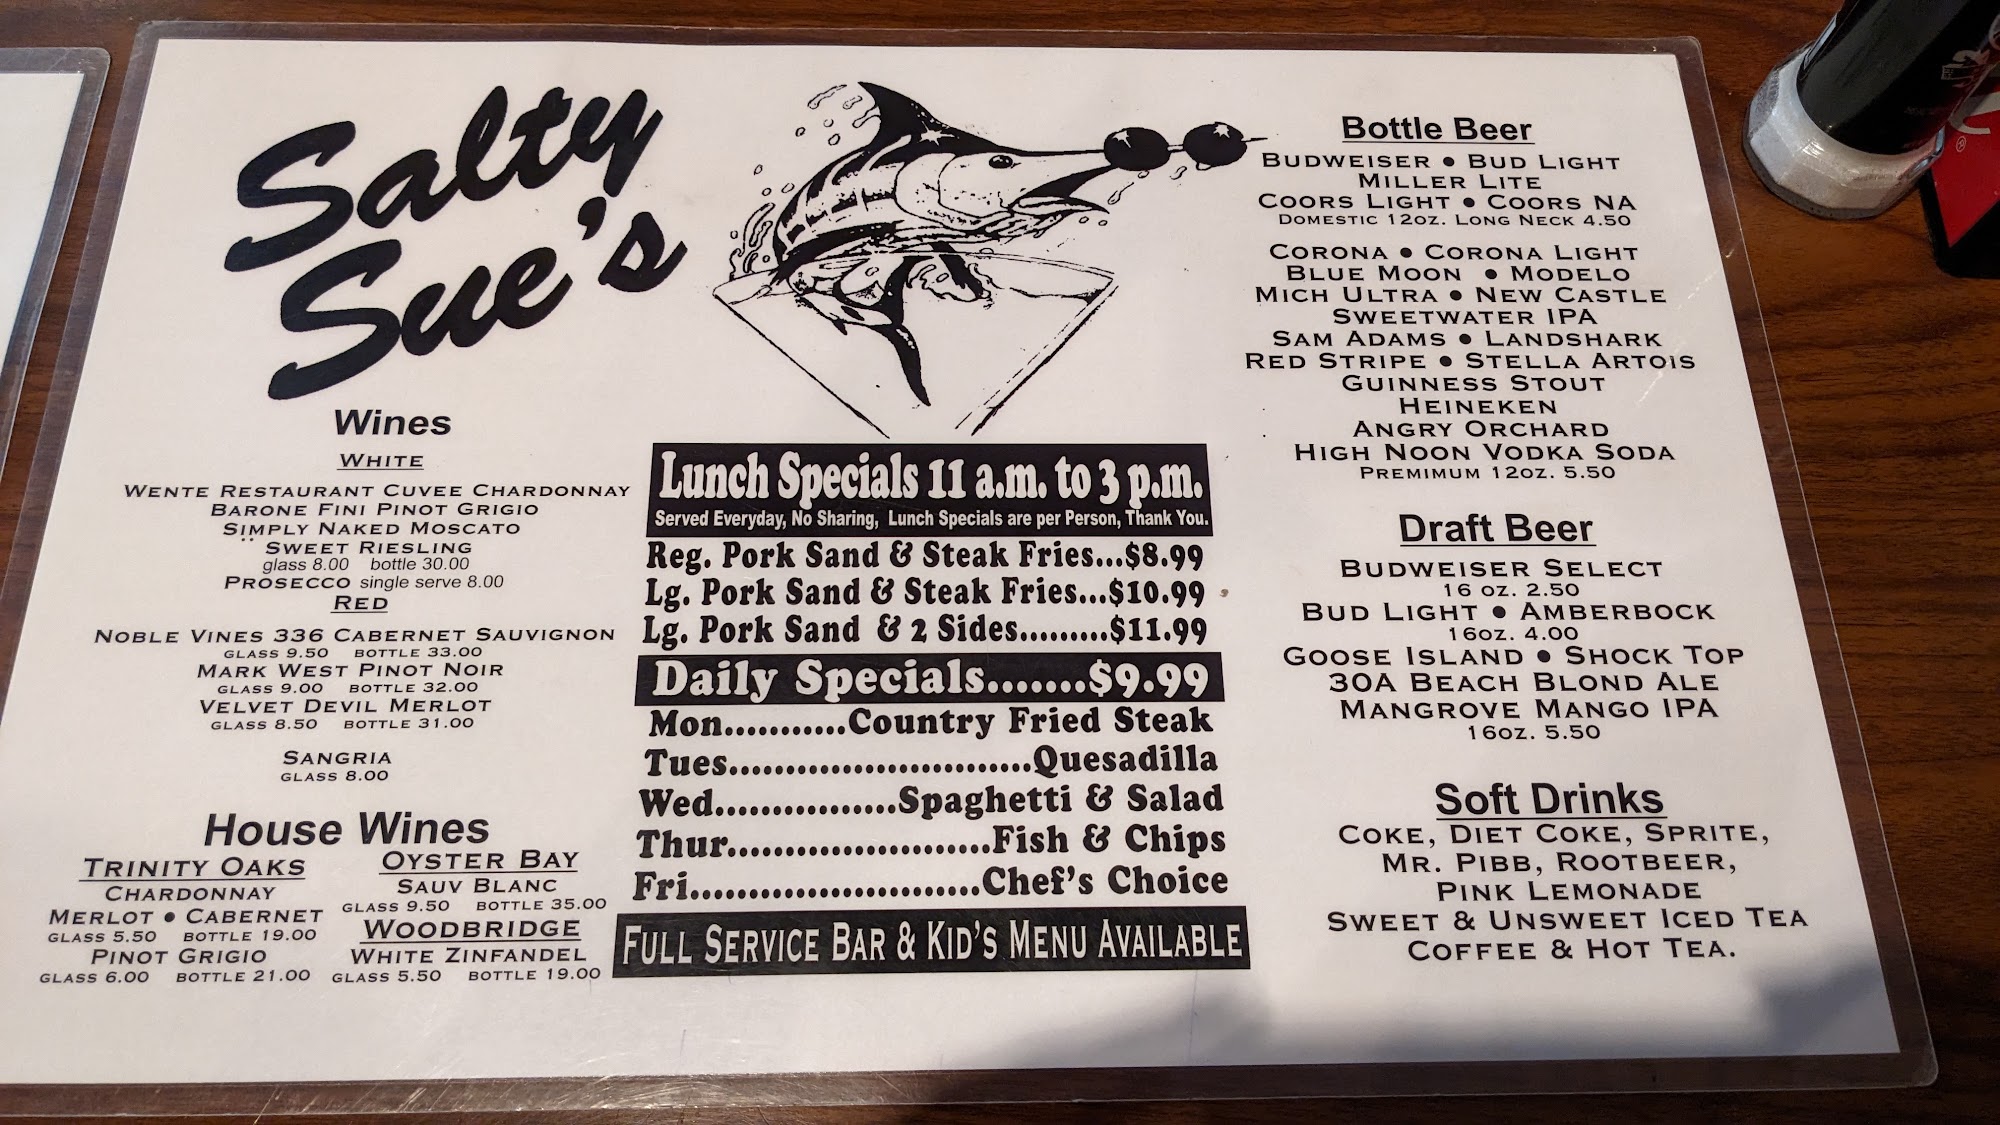 Salty
Sue's
Wines
WHITE
WENTE RESTAURANT CUVEE CHARDONNAY
BARONE FINI PINOT GRIGIO
SIMPLY NAKED MOSCATO
SWEET RIESLING
glass 8.00 bottle 30.00
PROSECCO single serve 8.00
RED
NOBLE VINES 336 CABERNET SAUVIGNON
GLASS 9.50 BOTTLE 33.00
MARK WEST PINOT NOIR
GLASS 9.00 BOTTLE 32.00
VELVET DEVIL MERLOT
GLASS 8.50 BOTTLE 31.00
SANGRIA
GLASS 8.00
House Wines
TRINITY OAKS
CHARDONNAY
MERLOT • CABERNET
GLASS 5.50 BOTTLE 19.00
PINOT GRIGIO
GLASS 6.00 BOTTLE 21.00
OYSTER BAY
SAUV BLANC
GLASS 9.50 BOTTLE 35.00
WOODBRIDGE
WHITE ZINFANDEL
GLASS 5.50 BOTTLE 19.00
Lunch Specials 11 a.m. to 3 p.m.
Served Everyday, No Sharing, Lunch Specials are per Person, Thank You.
Reg. Pork Sand & Steak Fries...$8.99
Lg. Pork Sand & Steak Fries...$10.99
Lg. Pork Sand & 2 Sides.........$11.99
Daily Specials.......$9.99
Mon...........Country Fried Steak
Tues...........................Quesadilla
Wed................Spaghetti & Salad
Thur.......................Fish & Chips
Fri.........................Chef's Choice
FULL SERVICE BAR & KID'S MENU AVAILABLE
Bottle Beer
BUDWEISER • BUD LIGHT
MILLER LITE
COORS LIGHT • COORS NA
DOMESTIC 12OZ. LONG NECK 4.50
CORONA • CORONA LIGHT
BLUE MOON • MODELO
MICH ULTRA • NEW CASTLE
SWEETWATER IPA
SAM ADAMS • LANDSHARK
RED STRIPE • STELLA ARTOIS
GUINNESS STOUT
HEINEKEN
ANGRY ORCHARD
HIGH NOON VODKA SODA
PREMIMUM 12OZ. 5.50
Draft Beer
BUDWEISER SELECT
16 OZ. 2.50
BUD LIGHT • AMBERBOCK
16OZ. 4.00
GOOSE ISLAND • SHOCK TOP
30A BEACH BLOND ALE
MANGROVE MANGO IPA
16OZ. 5.50
Soft Drinks
COKE, DIET COKE, SPRITE,
MR. PIBB, ROOTBEER,
PINK LEMONADE
SWEET & UNSWEET ICED TEA
COFFEE & HOT TEA.